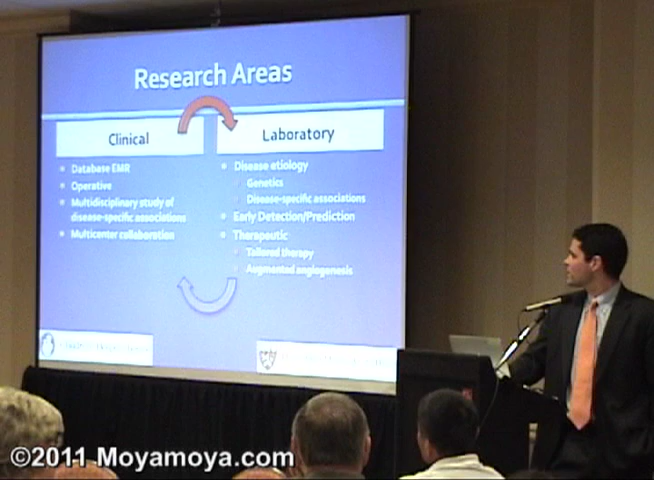 Research Areas
Clinical
Database EMR
Operative
Multidisciplinary study of
disease-specific associations
Multicenter collaboration
Laboratory
Disease etiology
Genetics
Disease-specific associations
Early Detection/Prediction
Therapeutic
Tailored therapy
Augmented angiogenesis
©2011 Moyamoya.com